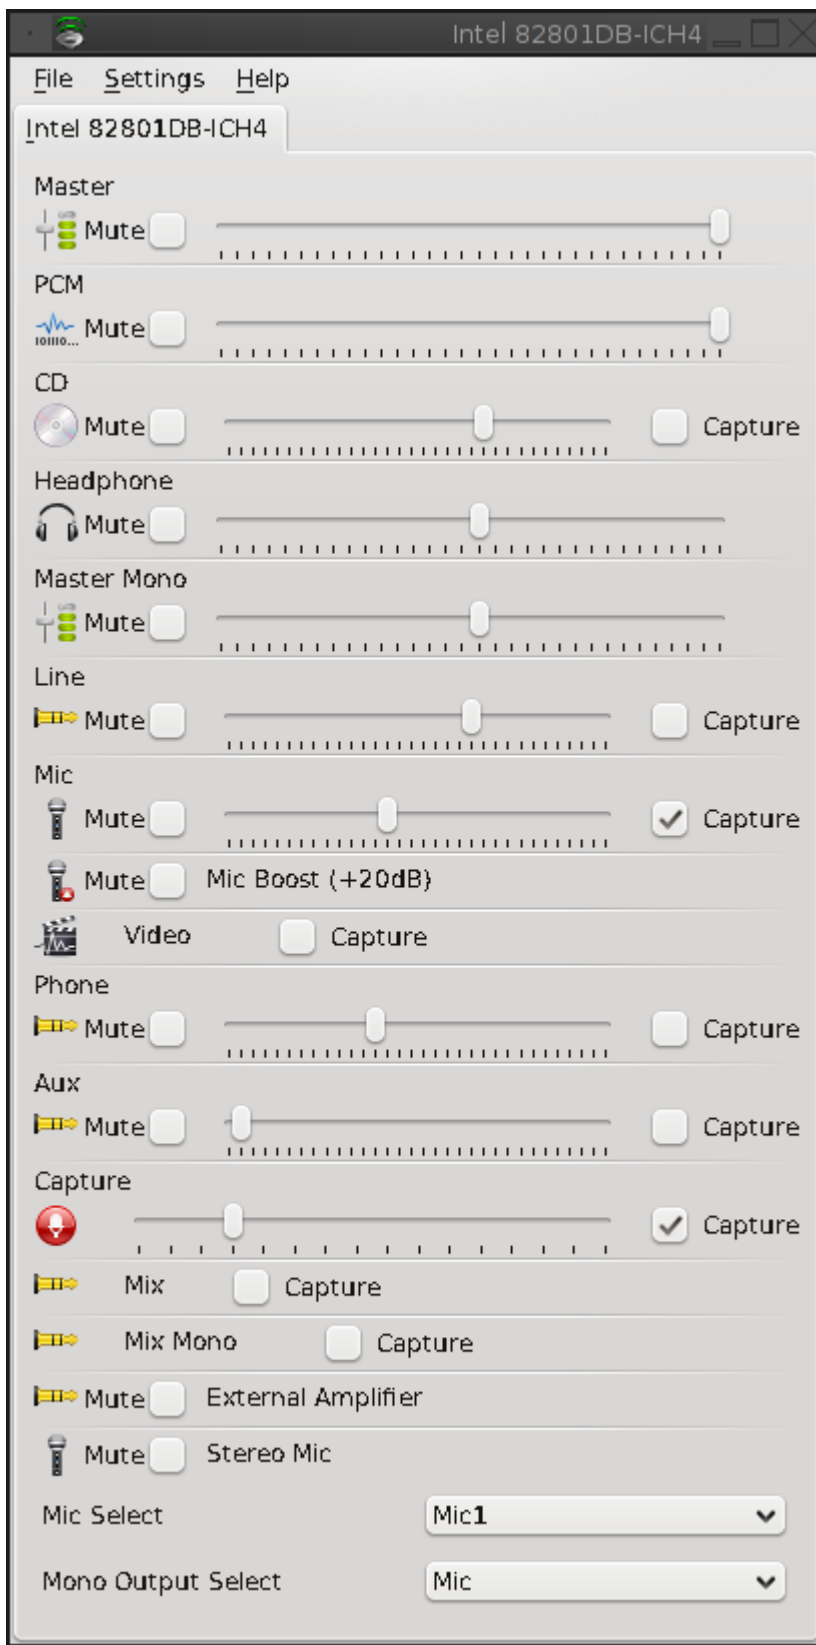 Intel 82801DB-ICH4
File Settings Help
Intel 82801DB-ICH4
Master
Mute
PCM
101110... Mute
CD
Mute Capture
Headphone
Mute
Master Mono
Mute
Line
Mute Capture
Mic
Mute Capture
Mute Mic Boost (+20dB)
Video Capture
Phone
Mute Capture
Aux
Mute Capture
Capture
Capture
Mix Capture
Mix Mono Capture
Mute External Amplifier
Mute Stereo Mic
Mic Select Mic1
Mono Output Select Mic